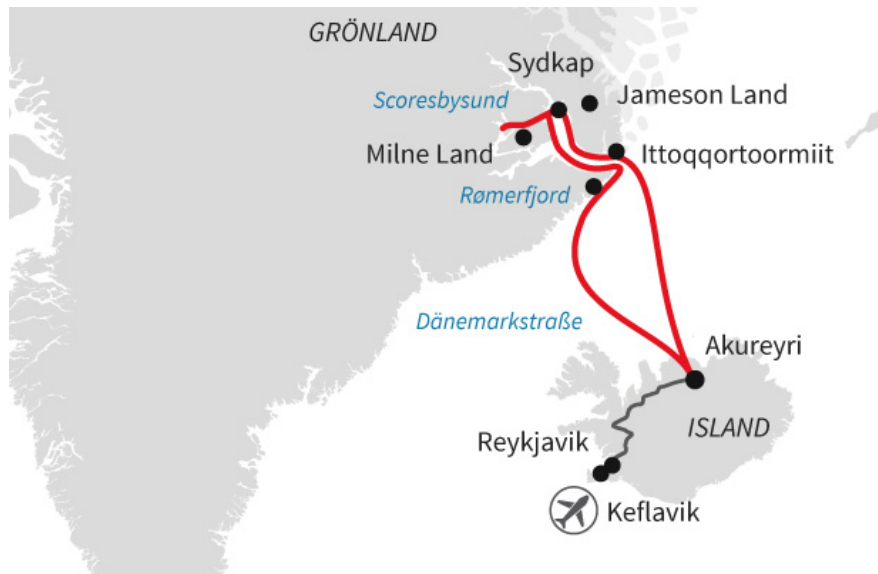 GRÖNLAND
Sydkap
Scoresbysund
Jameson Land
Milne Land
Ittoqqortoormiit
Rømerfjord
Dänemarkstraße
Akureyri
ISLAND
Reykjavik
Keflavik